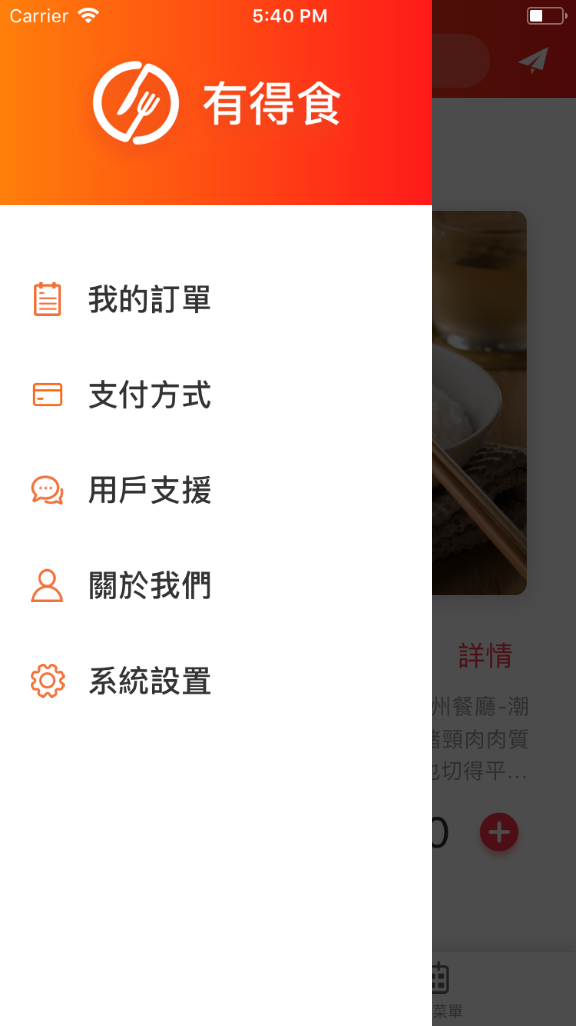 Carrier 5:40 PM
有得食
我的訂單
支付方式
用戶支援
關於我們
系統設置
詳情
州餐廳-潮
豬頸肉肉質
也切得平...
0
菜單